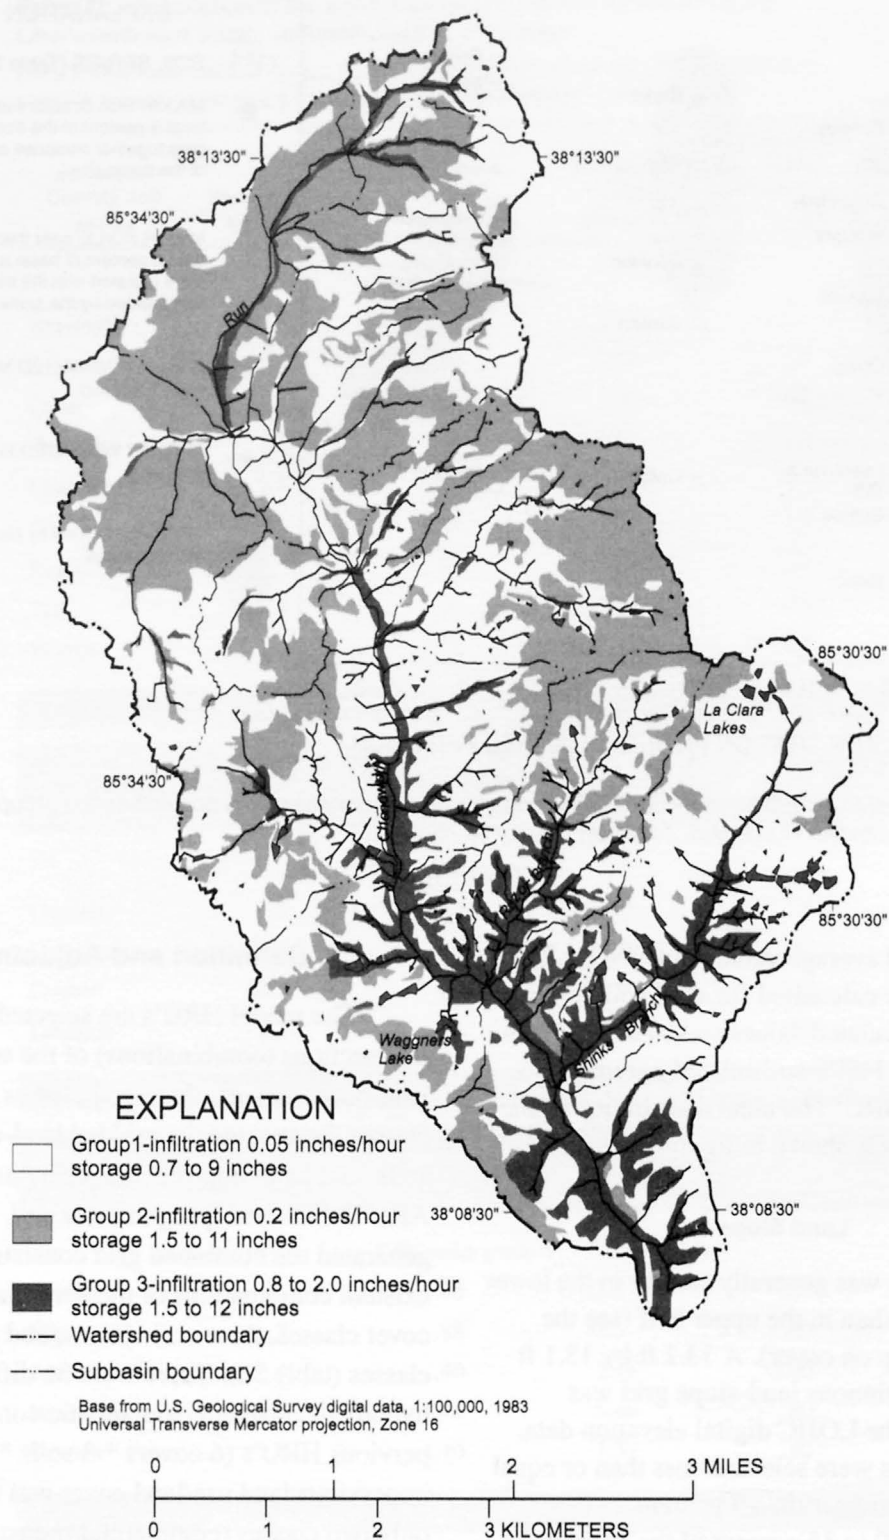 38°13'30"
38°13'30"
85°34'30"
Run
85°30'30"
La Clara
Lakes
85°34'30"
Chenoweth
Razor Branch
85°30'30"
Shinks Branch
Waggners
Lake
EXPLANATION
Group1-infiltration 0.05 inches/hour
storage 0.7 to 9 inches
Group 2-infiltration 0.2 inches/hour
storage 1.5 to 11 inches
38°08'30"
38°08'30"
Group 3-infiltration 0.8 to 2.0 inches/hour
storage 1.5 to 12 inches
Watershed boundary
Subbasin boundary
Base from U.S. Geological Survey digital data, 1:100,000, 1983
Universal Transverse Mercator projection, Zone 16
0 1 2 3 MILES
0 1 2 3 KILOMETERS